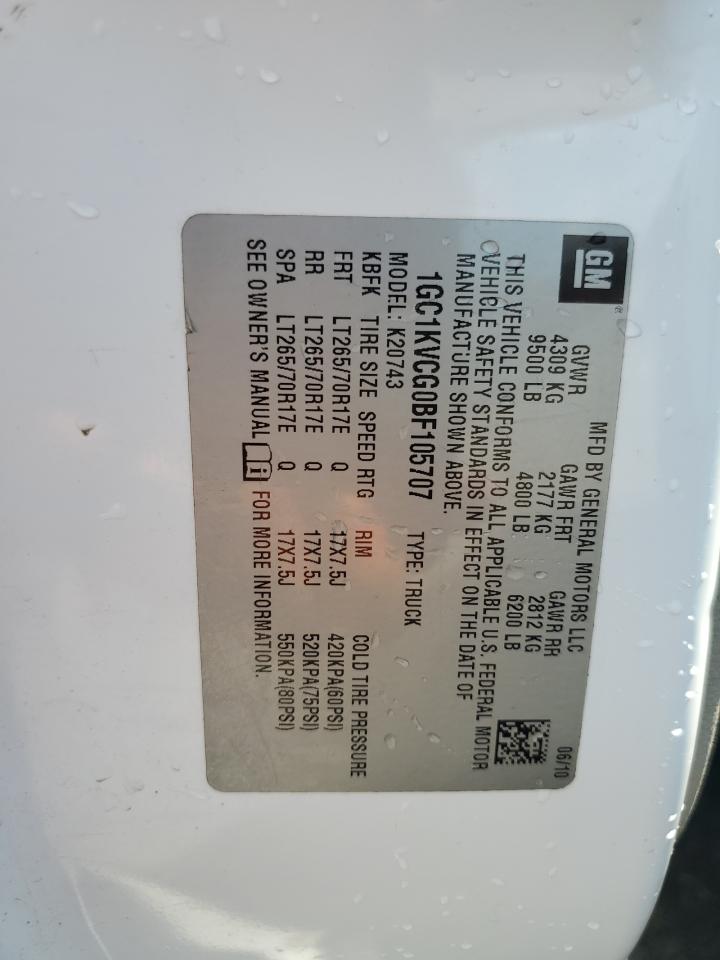 GM®
MFD BY GENERAL MOTORS LLC 06/10
GVWR GAWR FRT GAWR RR
4309 KG 2177 KG 2812 KG
9500 LB 4800 LB 6200 LB
THIS VEHICLE CONFORMS TO ALL APPLICABLE U.S. FEDERAL MOTOR
VEHICLE SAFETY STANDARDS IN EFFECT ON THE DATE OF
MANUFACTURE SHOWN ABOVE.
1GC1KVCG0BF105707 TYPE: TRUCK
MODEL: K20743
KBFK TIRE SIZE SPEED RTG RIM COLD TIRE PRESSURE
FRT LT265/70R17E Q 17X7.5J 420KPA(60PSI)
RR LT265/70R17E Q 17X7.5J 520KPA(75PSI)
SPA LT265/70R17E Q 17X7.5J 550KPA(80PSI)
SEE OWNER'S MANUAL FOR MORE INFORMATION.